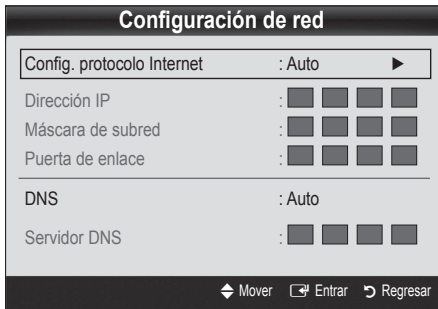 Configuración de red
Config. protocolo Internet : Auto ►
Dirección IP :
Máscara de subred :
Puerta de enlace :
DNS : Auto
Servidor DNS :
Mover Entrar Regresar